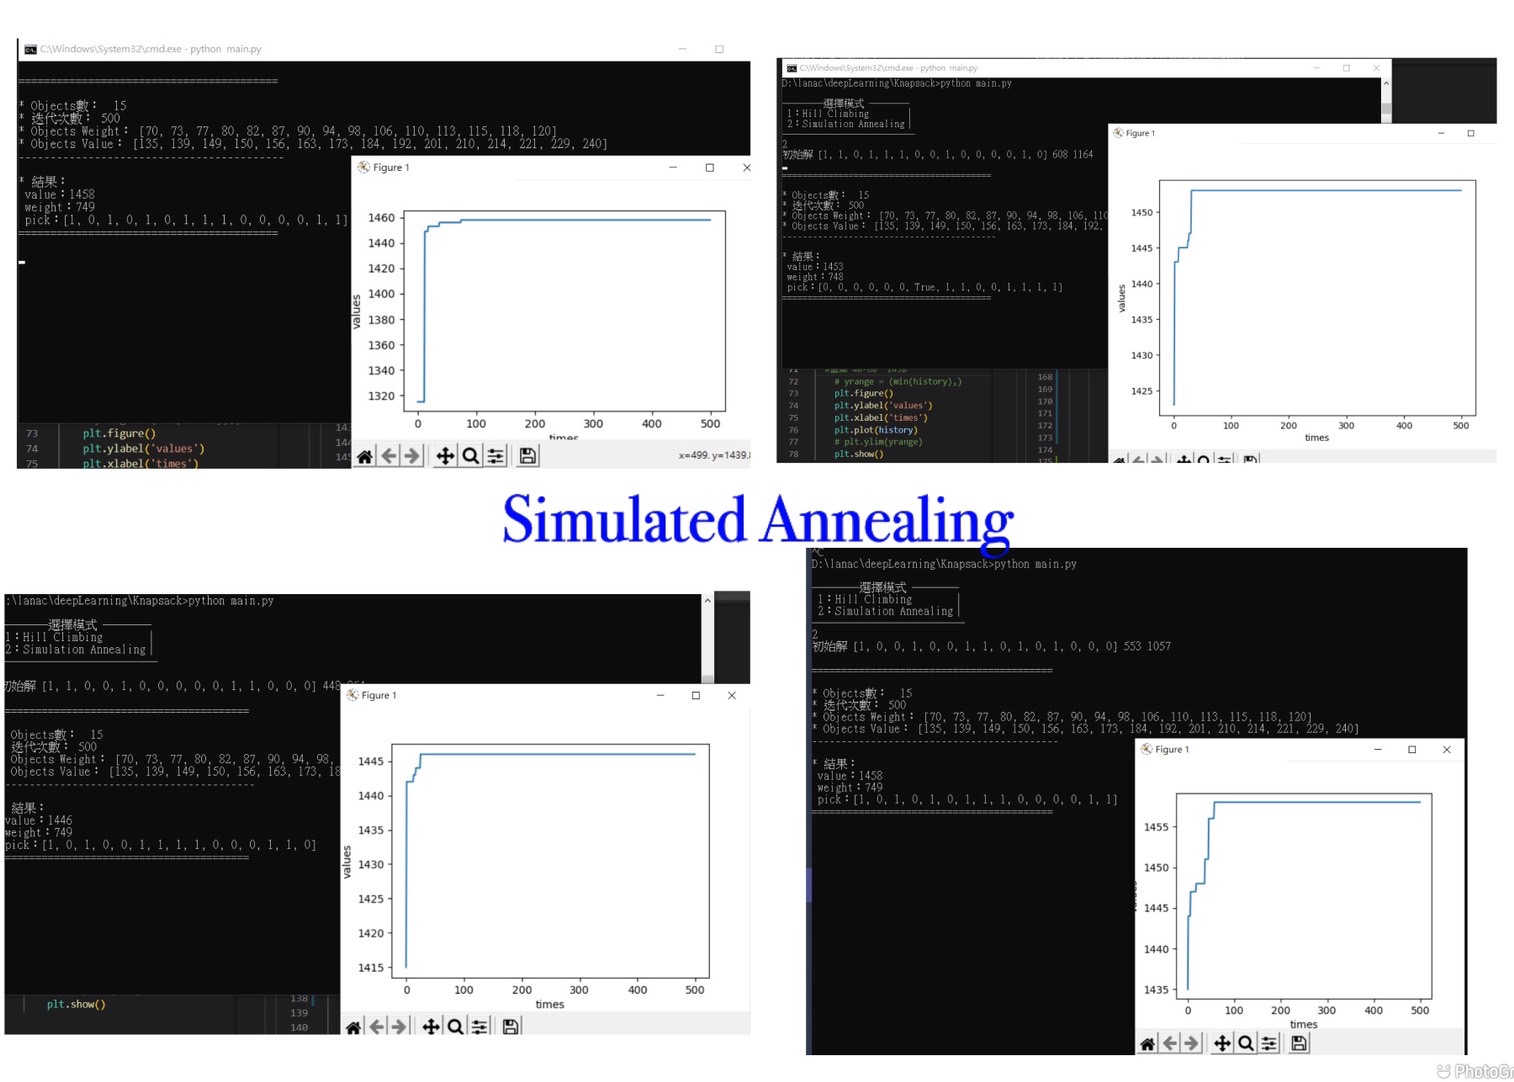 C:\Windows\System32\cmd.exe - python  main.py
* Objects數： 15
* 迭代次數： 500
* Objects Weight： [70, 73, 77, 80, 82, 87, 90, 94, 98, 106, 110, 113, 115, 118, 120]
* Objects Value： [135, 139, 149, 150, 156, 163, 173, 184, 192, 201, 210, 214, 221, 229, 240]
* 結果：
value：1458
weight：749
pick：[1, 0, 1, 0, 1, 0, 1, 1, 1, 0, 0, 0, 0, 1, 1]
73 plt.figure()
74 plt.ylabel('values')
75 plt.xlabel('times')
Figure 1
1460
1440
1420
1400
1380
1360
1340
1320
values
0 100 200 300 400 500
times
x=499. y=1439.
C:\Windows\System32\cmd.exe - python  main.py
D:\lanac\deepLearning\Knapsack>python main.py
選擇模式
1：Hill Climbing
2：Simulation Annealing
2
初始解 [1, 1, 0, 1, 1, 1, 0, 0, 1, 0, 0, 0, 0, 1, 0] 608 1164
* Objects數： 15
* 迭代次數： 500
* Objects Weight： [70, 73, 77, 80, 82, 87, 90, 94, 98, 106, 110
* Objects Value： [135, 139, 149, 150, 156, 163, 173, 184, 192,
* 結果：
value：1453
weight：748
pick：[0, 0, 0, 0, 0, 0, True, 1, 1, 0, 0, 1, 1, 1, 1]
72 # yrange = (min(history),)
73 plt.figure()
74 plt.ylabel('values')
75 plt.xlabel('times')
76 plt.plot(history)
77 # plt.ylim(yrange)
78 plt.show()
168
169
170
171
172
173
Figure 1
1450
1445
1440
1435
1430
1425
values
0 100 200 300 400 500
times
Simulated Annealing
:\lanac\deepLearning\Knapsack>python main.py
選擇模式
1：Hill Climbing
2：Simulation Annealing
初始解 [1, 1, 0, 0, 1, 0, 0, 0, 0, 0, 1, 1, 0, 0, 0]
Objects數： 15
迭代次數： 500
Objects Weight： [70, 73, 77, 80, 82, 87, 90, 94, 98,
Objects Value： [135, 139, 149, 150, 156, 163, 173, 18
結果：
value：1446
weight：749
pick：[1, 0, 1, 0, 0, 1, 1, 1, 1, 0, 0, 0, 1, 1, 0]
plt.show()
138
139
140
Figure 1
1445
1440
1435
1430
1425
1420
1415
values
0 100 200 300 400 500
times
^C
D:\lanac\deepLearning\Knapsack>python main.py
選擇模式
1：Hill Climbing
2：Simulation Annealing
2
初始解 [1, 0, 0, 1, 0, 0, 1, 1, 0, 1, 0, 1, 0, 0, 0] 553 1057
* Objects數： 15
* 迭代次數： 500
* Objects Weight： [70, 73, 77, 80, 82, 87, 90, 94, 98, 106, 110, 113, 115, 118, 120]
* Objects Value： [135, 139, 149, 150, 156, 163, 173, 184, 192, 201, 210, 214, 221, 229, 240]
* 結果：
value：1458
weight：749
pick：[1, 0, 1, 0, 1, 0, 1, 1, 1, 0, 0, 0, 0, 1, 1]
Figure 1
1455
1450
1445
1440
1435
0 100 200 300 400 500
times
PhotoGr